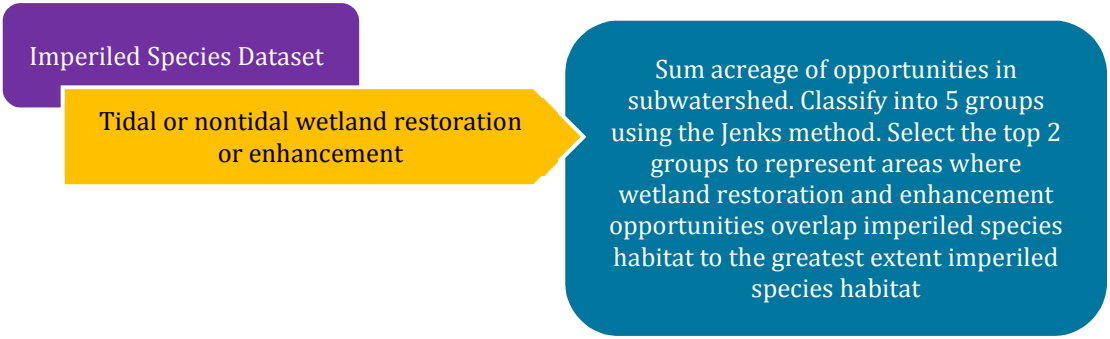 Imperiled Species Dataset
Tidal or nontidal wetland restoration
or enhancement
Sum acreage of opportunities in
subwatershed. Classify into 5 groups
using the Jenks method. Select the top 2
groups to represent areas where
wetland restoration and enhancement
opportunities overlap imperiled species
habitat to the greatest extent imperiled
species habitat